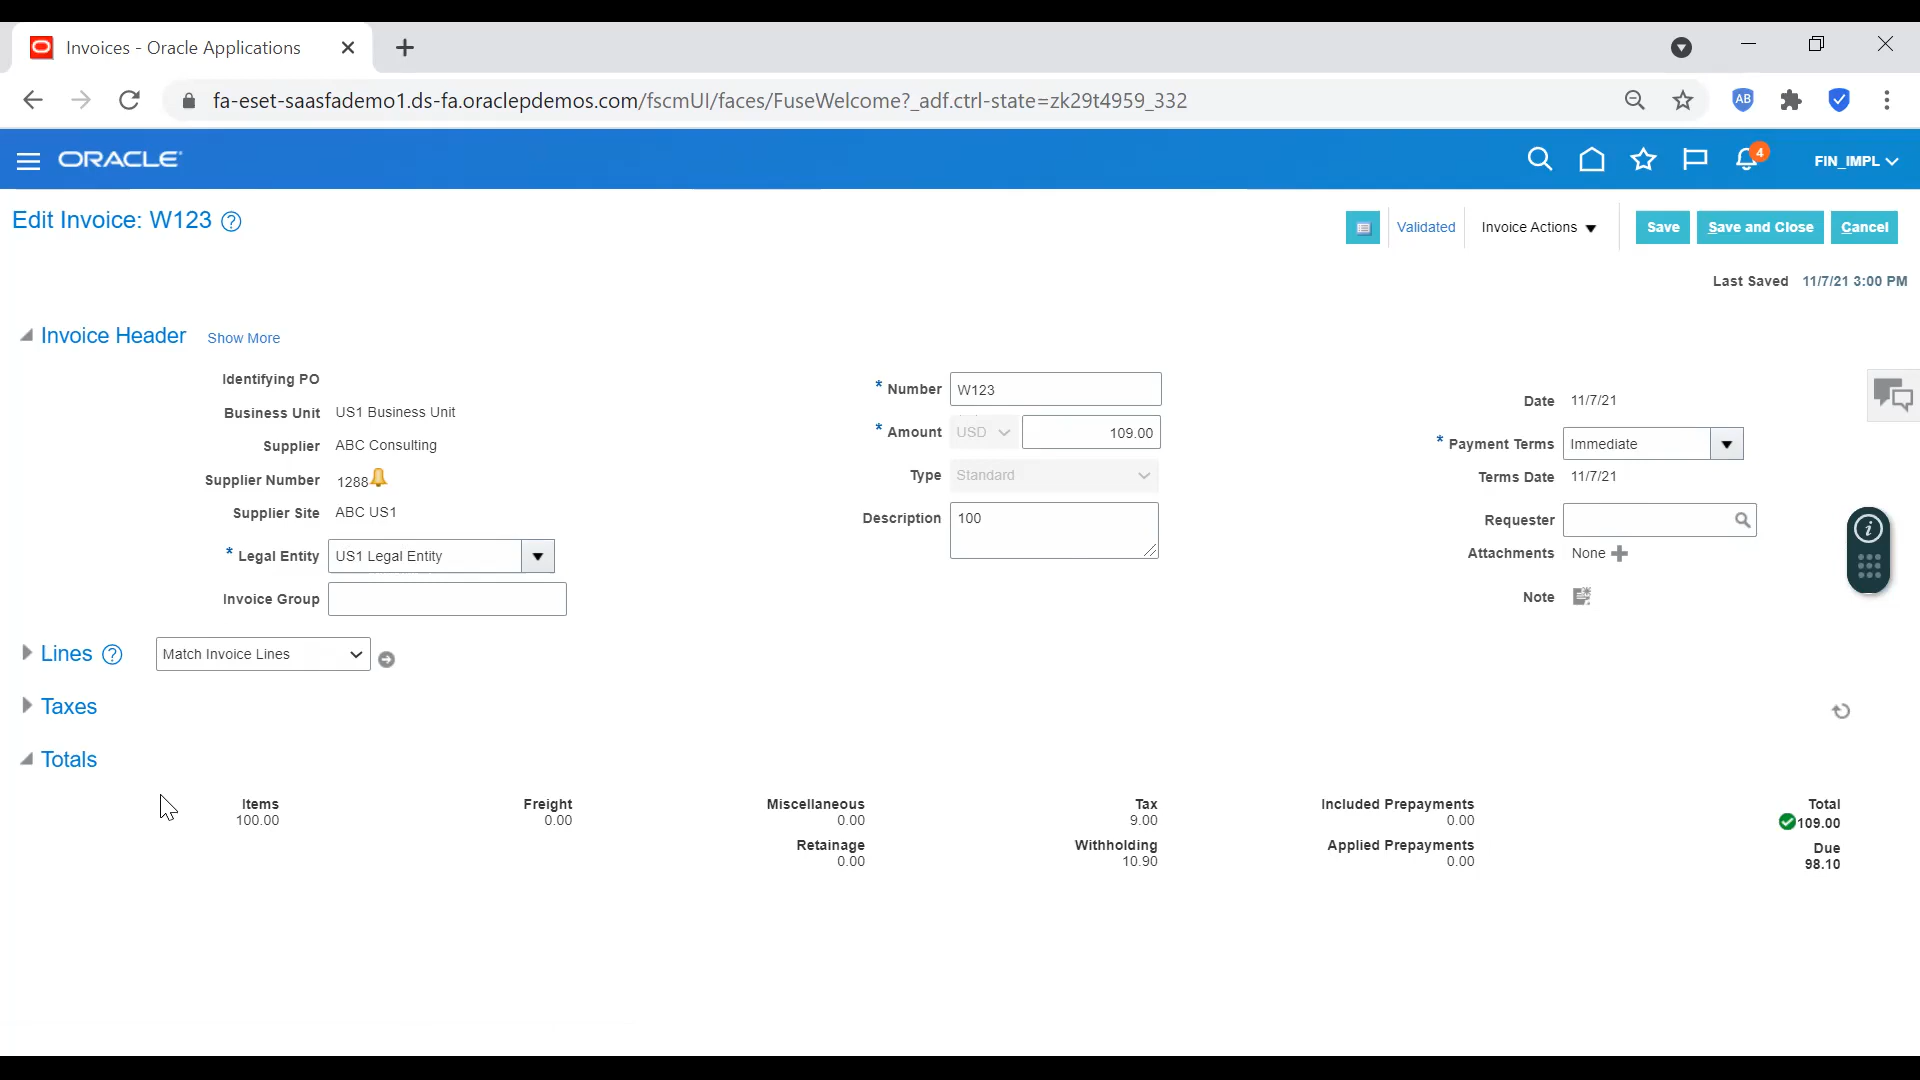 Invoices - Oracle Applications
fa-eset-saasfademo1.ds-fa.oraclepdemos.com/fscmUI/faces/FuseWelcome?_adf.ctrl-state=zk29t4959_332
AB
ORACLE
4
FIN_IMPL
Edit Invoice: W123
Validated
Invoice Actions
Save
Save and Close
Cancel
Last Saved 11/7/21 3:00 PM
Invoice Header Show More
Identifying PO
Business Unit US1 Business Unit
Supplier ABC Consulting
Supplier Number 1288
Supplier Site ABC US1
* Legal Entity US1 Legal Entity
Invoice Group
* Number W123
* Amount USD 109.00
Type Standard
Description 100
Date 11/7/21
* Payment Terms Immediate
Terms Date 11/7/21
Requester
Attachments None
Note
Lines Match Invoice Lines
Taxes
Totals
Items
100.00
Freight
0.00
Miscellaneous
0.00
Retainage
0.00
Tax
9.00
Withholding
10.90
Included Prepayments
0.00
Applied Prepayments
0.00
Total
109.00
Due
98.10